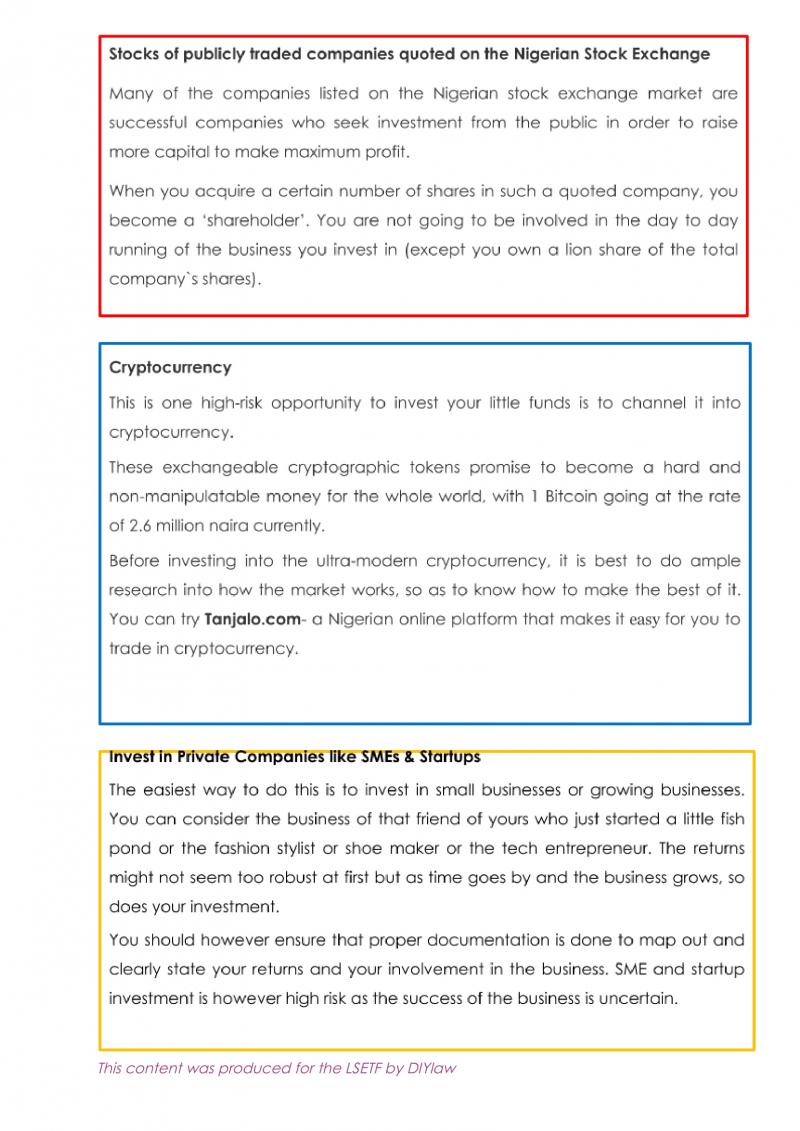 Stocks of publicly traded companies quoted on the Nigerian Stock Exchange
Many of the companies listed on the Nigerian stock exchange market are
successful companies who seek investment from the public in order to raise
more capital to make maximum profit.
When you acquire a certain number of shares in such a quoted company, you
become a ‘shareholder’. You are not going to be involved in the day to day
running of the business you invest in (except you own a lion share of the total
company`s shares).
Cryptocurrency
This is one high-risk opportunity to invest your little funds is to channel it into
cryptocurrency.
These exchangeable cryptographic tokens promise to become a hard and
non-manipulatable money for the whole world, with 1 Bitcoin going at the rate
of 2.6 million naira currently.
Before investing into the ultra-modern cryptocurrency, it is best to do ample
research into how the market works, so as to know how to make the best of it.
You can try Tanjalo.com- a Nigerian online platform that makes it easy for you to
trade in cryptocurrency.
Invest in Private Companies like SMEs & Startups
The easiest way to do this is to invest in small businesses or growing businesses.
You can consider the business of that friend of yours who just started a little fish
pond or the fashion stylist or shoe maker or the tech entrepreneur. The returns
might not seem too robust at first but as time goes by and the business grows, so
does your investment.
You should however ensure that proper documentation is done to map out and
clearly state your returns and your involvement in the business. SME and startup
investment is however high risk as the success of the business is uncertain.
This content was produced for the LSETF by DIYlaw